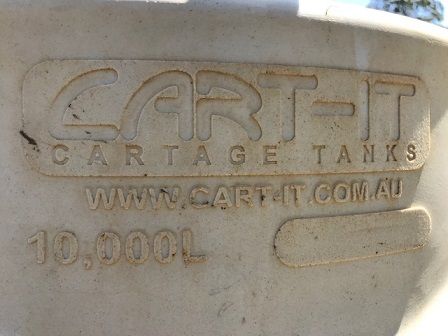 CART-IT
CARTAGE TANKS
WWW.CART-IT.COM.AU
10,000L